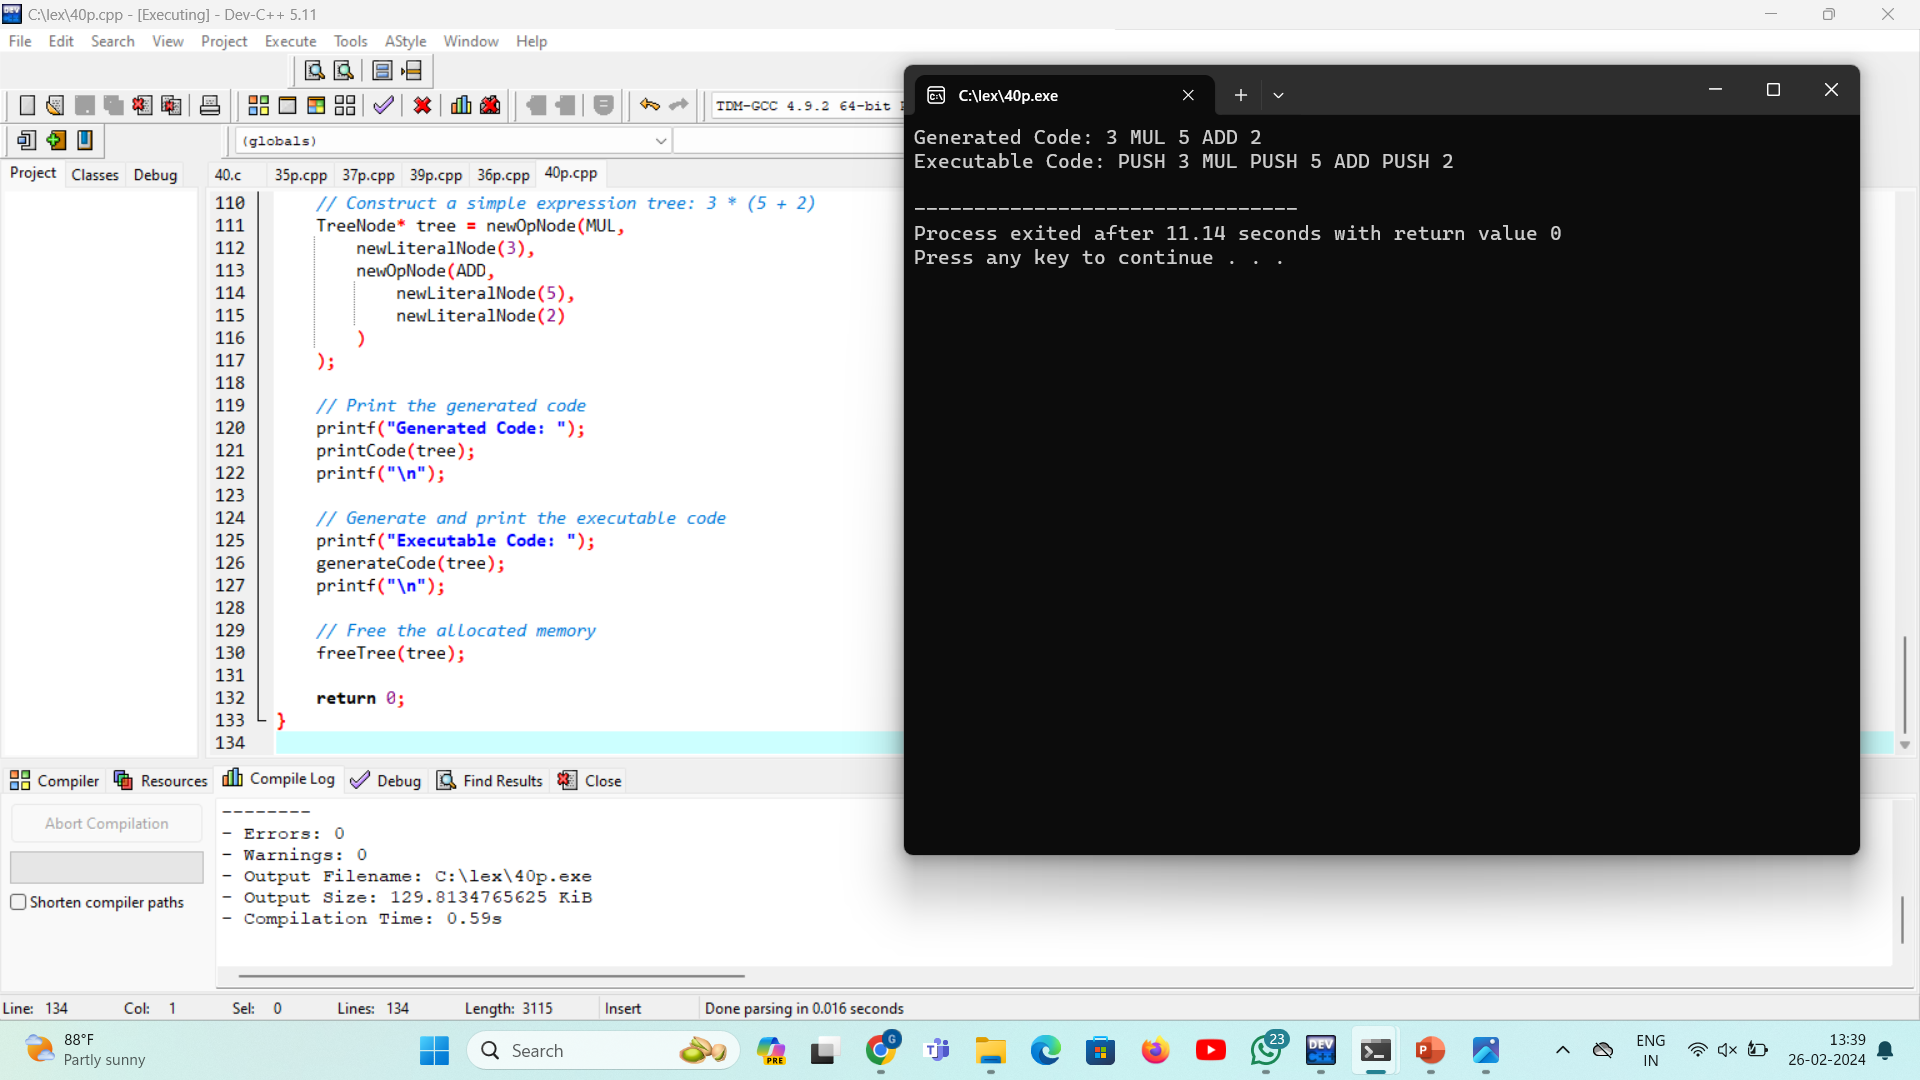 C:\lex\40p.cpp - [Executing] - Dev-C++ 5.11
File Edit Search View Project Execute Tools AStyle Window Help
TDM-GCC 4.9.2 64-bit
(globals)
Project Classes Debug
40.c 35p.cpp 37p.cpp 39p.cpp 36p.cpp 40p.cpp
110 // Construct a simple expression tree: 3 * (5 + 2)
111 TreeNode* tree = newOpNode(MUL,
112 newLiteralNode(3),
113 newOpNode(ADD,
114 newLiteralNode(5),
115 newLiteralNode(2)
116 )
117 );
118
119 // Print the generated code
120 printf("Generated Code: ");
121 printCode(tree);
122 printf("\n");
123
124 // Generate and print the executable code
125 printf("Executable Code: ");
126 generateCode(tree);
127 printf("\n");
128
129 // Free the allocated memory
130 freeTree(tree);
131
132 return 0;
133 }
134
C:\lex\40p.exe
Generated Code: 3 MUL 5 ADD 2
Executable Code: PUSH 3 MUL PUSH 5 ADD PUSH 2
--------------------------------
Process exited after 11.14 seconds with return value 0
Press any key to continue . . .
Compiler Resources Compile Log Debug Find Results Close
Abort Compilation
Shorten compiler paths
--------
- Errors: 0
- Warnings: 0
- Output Filename: C:\lex\40p.exe
- Output Size: 129.8134765625 KiB
- Compilation Time: 0.59s
Line: 134 Col: 1 Sel: 0 Lines: 134 Length: 3115 Insert Done parsing in 0.016 seconds
88°F
Partly sunny
Search
PRE
G
23
DEV
ENG
IN
13:39
26-02-2024